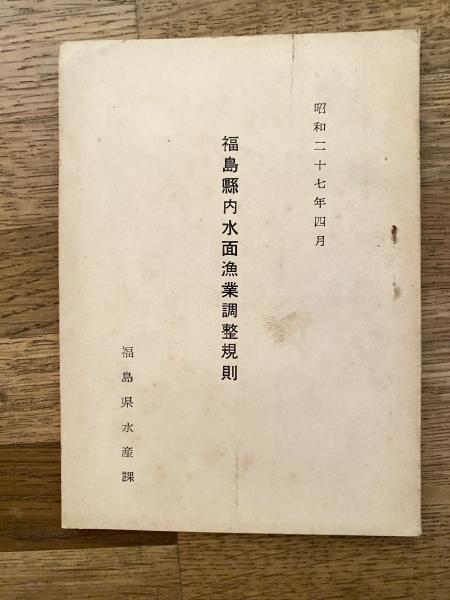 昭和二十七年四月
福島縣内水面漁業調整規則
福島県水産課